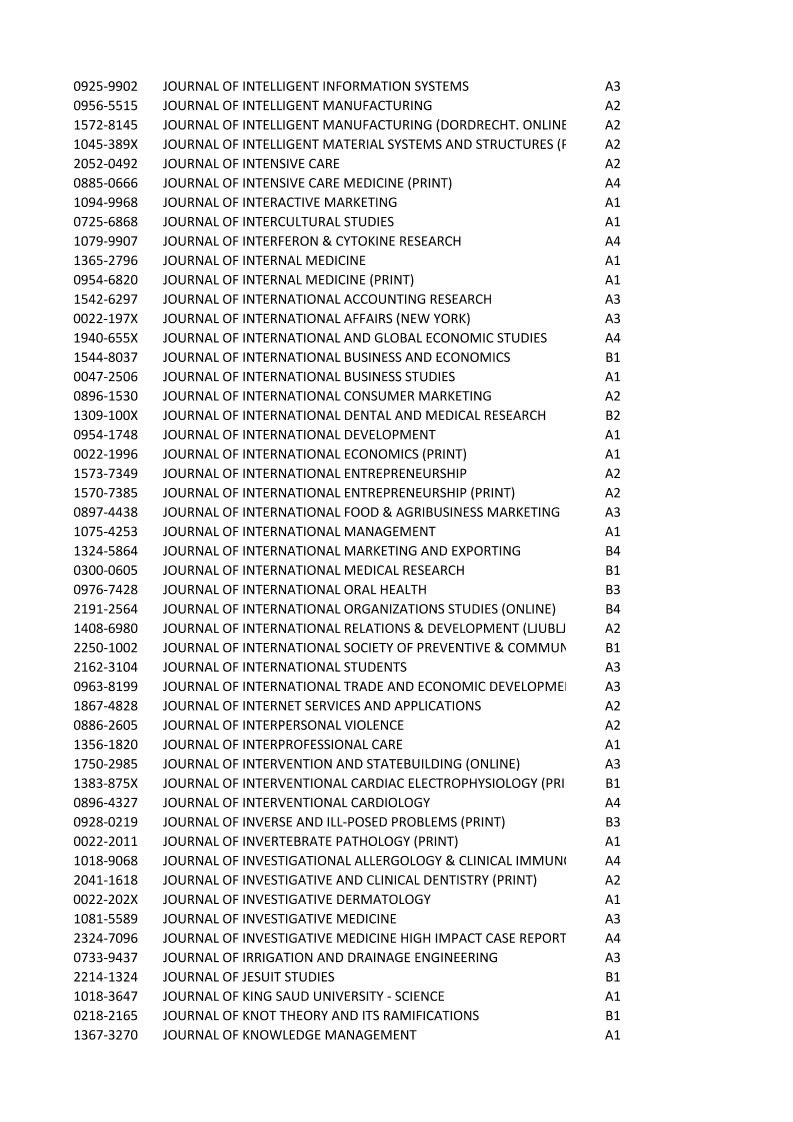 0925-9902 JOURNAL OF INTELLIGENT INFORMATION SYSTEMS A3
0956-5515 JOURNAL OF INTELLIGENT MANUFACTURING A2
1572-8145 JOURNAL OF INTELLIGENT MANUFACTURING (DORDRECHT. ONLINE A2
1045-389X JOURNAL OF INTELLIGENT MATERIAL SYSTEMS AND STRUCTURES (P A2
2052-0492 JOURNAL OF INTENSIVE CARE A2
0885-0666 JOURNAL OF INTENSIVE CARE MEDICINE (PRINT) A4
1094-9968 JOURNAL OF INTERACTIVE MARKETING A1
0725-6868 JOURNAL OF INTERCULTURAL STUDIES A1
1079-9907 JOURNAL OF INTERFERON & CYTOKINE RESEARCH A4
1365-2796 JOURNAL OF INTERNAL MEDICINE A1
0954-6820 JOURNAL OF INTERNAL MEDICINE (PRINT) A1
1542-6297 JOURNAL OF INTERNATIONAL ACCOUNTING RESEARCH A3
0022-197X JOURNAL OF INTERNATIONAL AFFAIRS (NEW YORK) A3
1940-655X JOURNAL OF INTERNATIONAL AND GLOBAL ECONOMIC STUDIES A4
1544-8037 JOURNAL OF INTERNATIONAL BUSINESS AND ECONOMICS B1
0047-2506 JOURNAL OF INTERNATIONAL BUSINESS STUDIES A1
0896-1530 JOURNAL OF INTERNATIONAL CONSUMER MARKETING A2
1309-100X JOURNAL OF INTERNATIONAL DENTAL AND MEDICAL RESEARCH B2
0954-1748 JOURNAL OF INTERNATIONAL DEVELOPMENT A1
0022-1996 JOURNAL OF INTERNATIONAL ECONOMICS (PRINT) A1
1573-7349 JOURNAL OF INTERNATIONAL ENTREPRENEURSHIP A2
1570-7385 JOURNAL OF INTERNATIONAL ENTREPRENEURSHIP (PRINT) A2
0897-4438 JOURNAL OF INTERNATIONAL FOOD & AGRIBUSINESS MARKETING A3
1075-4253 JOURNAL OF INTERNATIONAL MANAGEMENT A1
1324-5864 JOURNAL OF INTERNATIONAL MARKETING AND EXPORTING B4
0300-0605 JOURNAL OF INTERNATIONAL MEDICAL RESEARCH B1
0976-7428 JOURNAL OF INTERNATIONAL ORAL HEALTH B3
2191-2564 JOURNAL OF INTERNATIONAL ORGANIZATIONS STUDIES (ONLINE) B4
1408-6980 JOURNAL OF INTERNATIONAL RELATIONS & DEVELOPMENT (LJUBLJ A2
2250-1002 JOURNAL OF INTERNATIONAL SOCIETY OF PREVENTIVE & COMMUN B1
2162-3104 JOURNAL OF INTERNATIONAL STUDENTS A3
0963-8199 JOURNAL OF INTERNATIONAL TRADE AND ECONOMIC DEVELOPME A3
1867-4828 JOURNAL OF INTERNET SERVICES AND APPLICATIONS A2
0886-2605 JOURNAL OF INTERPERSONAL VIOLENCE A2
1356-1820 JOURNAL OF INTERPROFESSIONAL CARE A1
1750-2985 JOURNAL OF INTERVENTION AND STATEBUILDING (ONLINE) A3
1383-875X JOURNAL OF INTERVENTIONAL CARDIAC ELECTROPHYSIOLOGY (PRI B1
0896-4327 JOURNAL OF INTERVENTIONAL CARDIOLOGY A4
0928-0219 JOURNAL OF INVERSE AND ILL-POSED PROBLEMS (PRINT) B3
0022-2011 JOURNAL OF INVERTEBRATE PATHOLOGY (PRINT) A1
1018-9068 JOURNAL OF INVESTIGATIONAL ALLERGOLOGY & CLINICAL IMMUNO A4
2041-1618 JOURNAL OF INVESTIGATIVE AND CLINICAL DENTISTRY (PRINT) A2
0022-202X JOURNAL OF INVESTIGATIVE DERMATOLOGY A1
1081-5589 JOURNAL OF INVESTIGATIVE MEDICINE A3
2324-7096 JOURNAL OF INVESTIGATIVE MEDICINE HIGH IMPACT CASE REPORT A4
0733-9437 JOURNAL OF IRRIGATION AND DRAINAGE ENGINEERING A3
2214-1324 JOURNAL OF JESUIT STUDIES B1
1018-3647 JOURNAL OF KING SAUD UNIVERSITY - SCIENCE A1
0218-2165 JOURNAL OF KNOT THEORY AND ITS RAMIFICATIONS B1
1367-3270 JOURNAL OF KNOWLEDGE MANAGEMENT A1